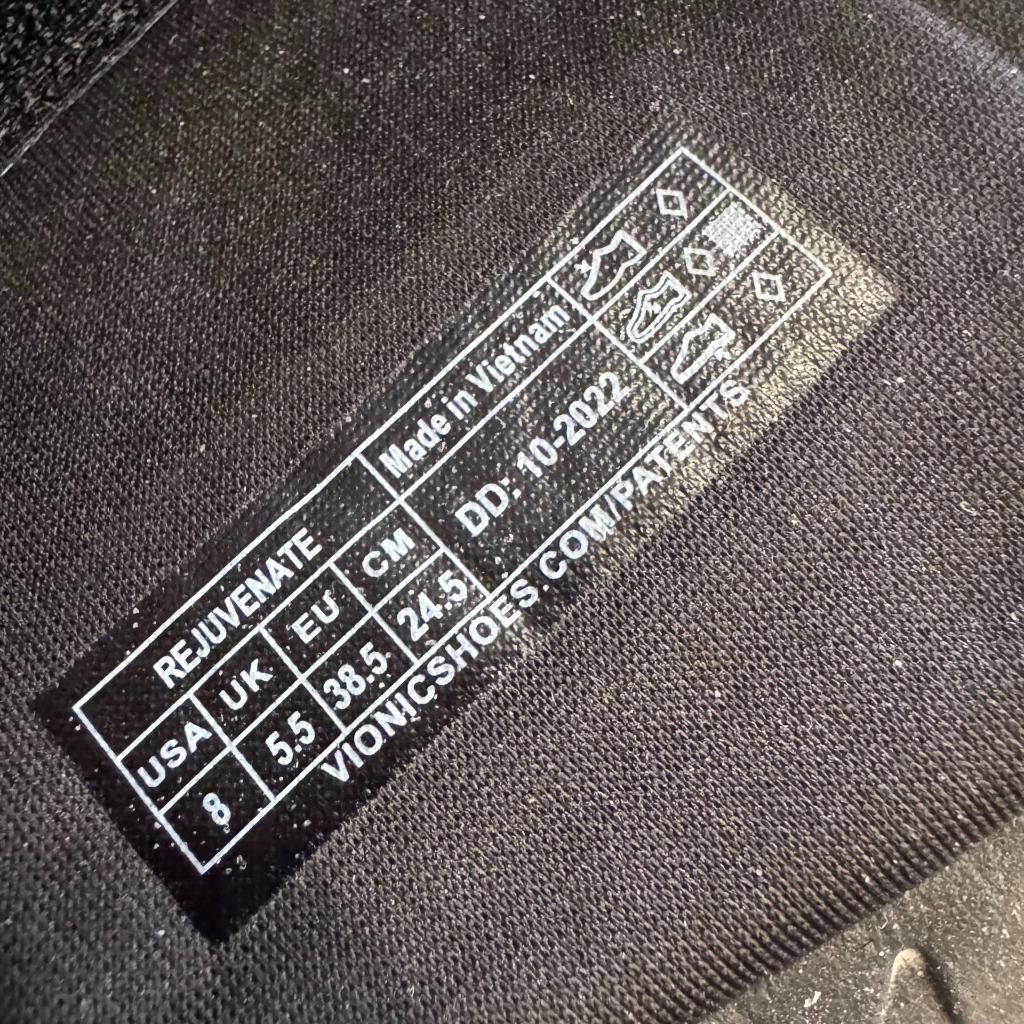 REJUVENATE
Made in Vietnam
USA UK EU CM
8 5.5 38.5 24.5
DD: 10-2022
VIONICSHOES.COM/PATENTS